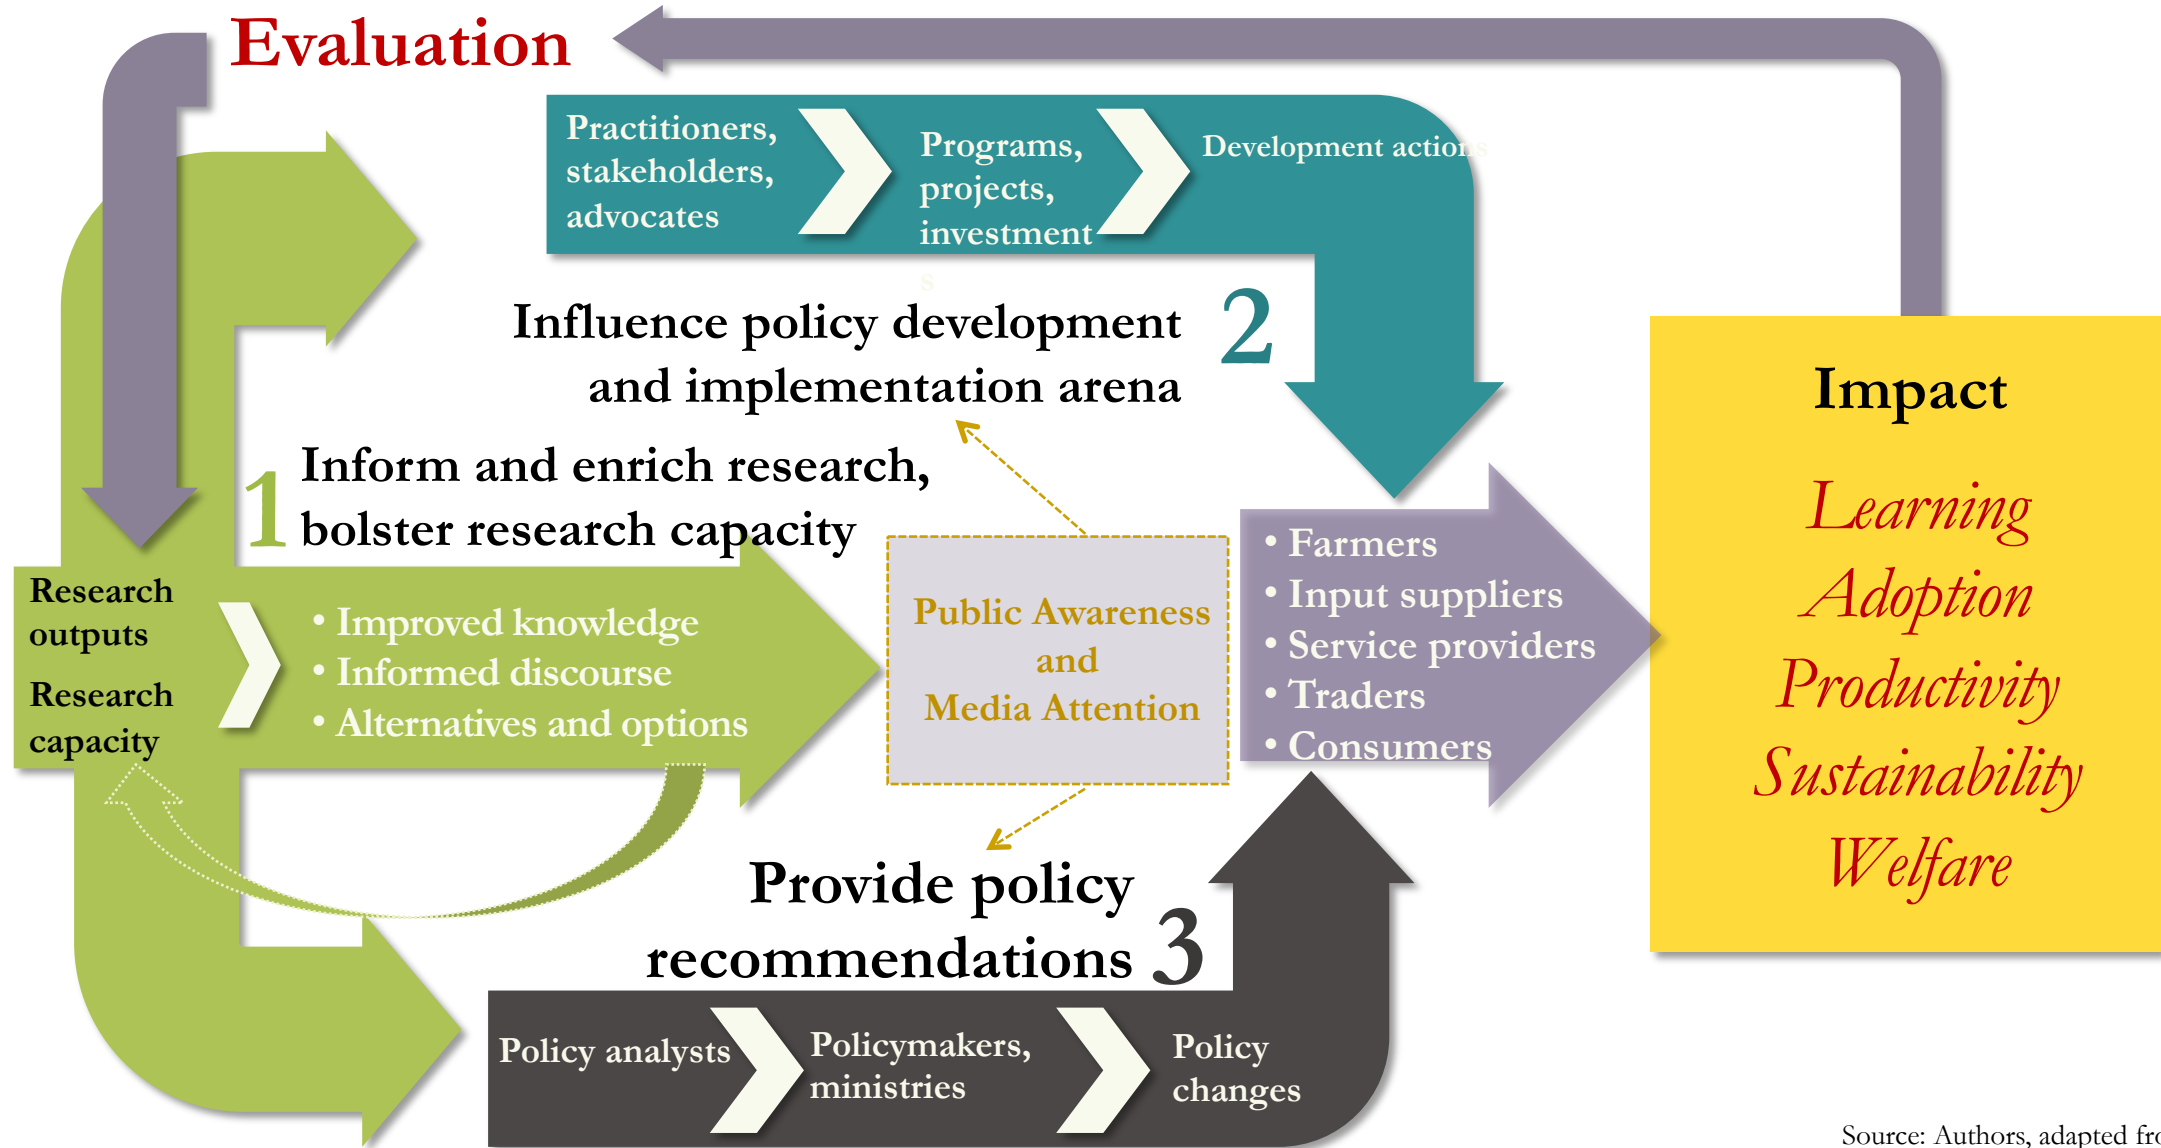 Evaluation
Practitioners,
stakeholders,
advocates
Programs,
projects,
investment
s
Development actions
Influence policy development
and implementation arena
2
1
Inform and enrich research,
bolster research capacity
Research
outputs
Research
capacity
• Improved knowledge
• Informed discourse
• Alternatives and options
Public Awareness
and
Media Attention
• Farmers
• Input suppliers
• Service providers
• Traders
• Consumers
Impact
Learning
Adoption
Productivity
Sustainability
Welfare
Provide policy
recommendations
3
Policy analysts
Policymakers,
ministries
Policy
changes
Source: Authors, adapted